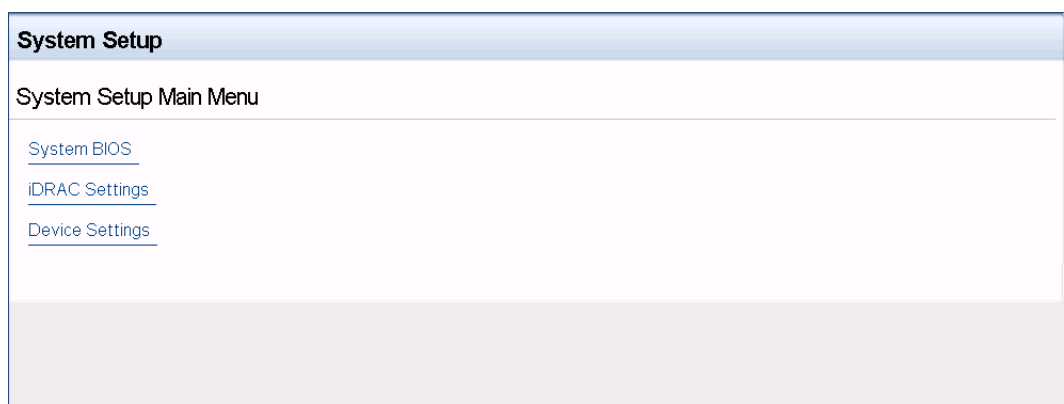 System Setup
System Setup Main Menu
System BIOS
iDRAC Settings
Device Settings